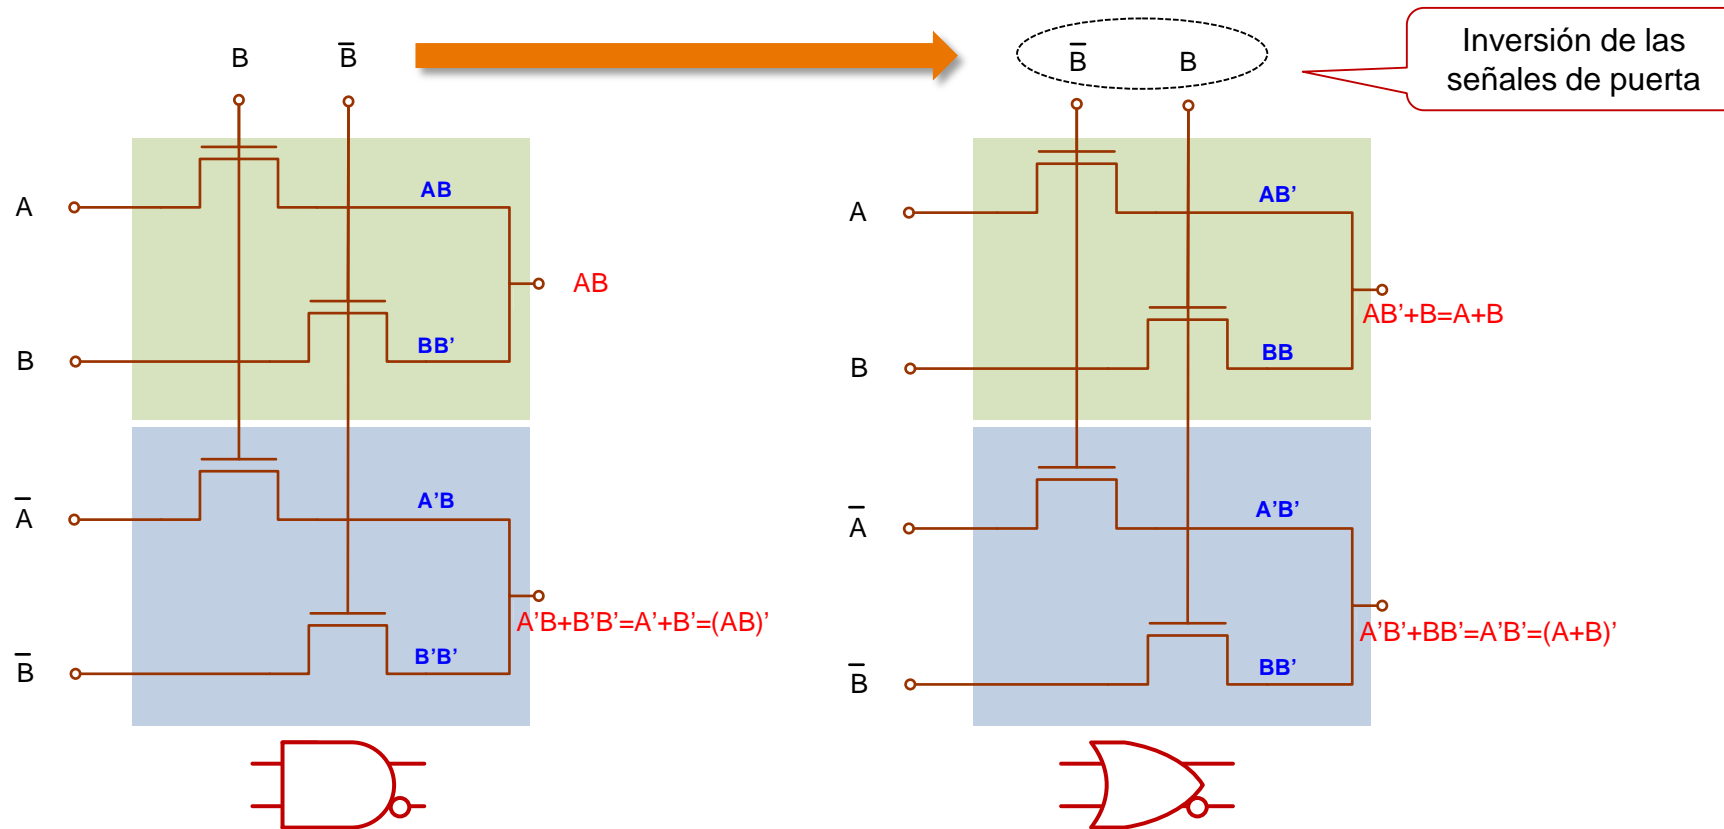 B B̅
B̅ B
Inversión de las
señales de puerta
A
AB
AB
B
BB'
A̅
A'B
A'B+B'B'=A'+B'=(AB)'
B̅
B'B'
A
AB'
AB'+B=A+B
B
BB
A̅
A'B'
A'B'+BB'=A'B'=(A+B)'
B̅
BB'